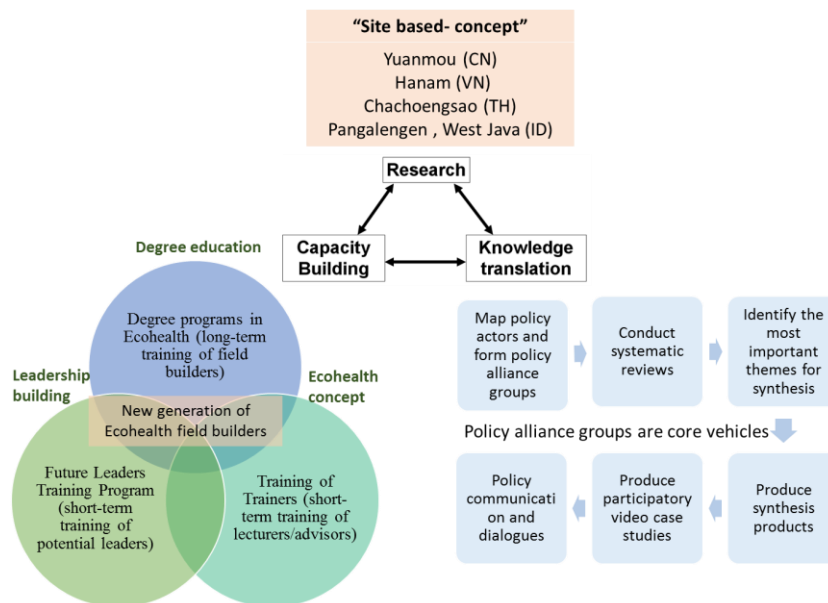 “Site based- concept”
Yuanmou (CN)
Hanam (VN)
Chachoengsao (TH)
Pangalengen , West Java (ID)
Research
Capacity
Building
Knowledge
translation
Degree education
Degree programs in
Ecohealth (long-term
training of field
builders)
Leadership
building
Ecohealth
concept
New generation of
Ecohealth field builders
Future Leaders
Training Program
(short-term
training of
potential leaders)
Training of
Trainers (short-
term training of
lecturers/advisors)
Map policy
actors and
form policy
alliance
groups
Conduct
systematic
reviews
Identify the
most
important
themes for
synthesis
Policy alliance groups are core vehicles
Produce
synthesis
products
Produce
participatory
video case
studies
Policy
communicati
on and
dialogues